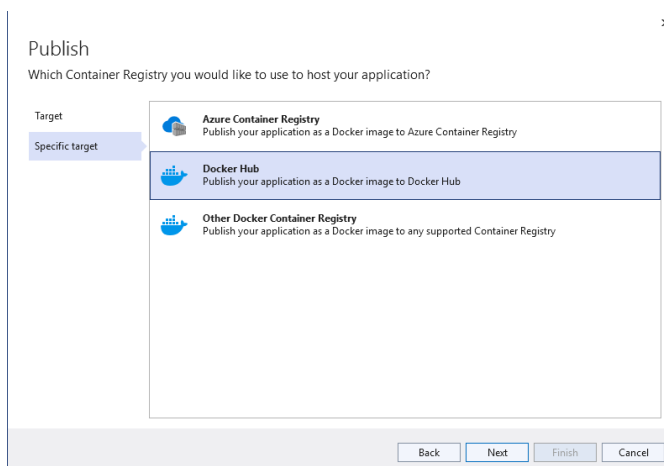 Publish
Which Container Registry you would like to use to host your application?
Target
Specific target
Azure Container Registry
Publish your application as a Docker image to Azure Container Registry
Docker Hub
Publish your application as a Docker image to Docker Hub
Other Docker Container Registry
Publish your application as a Docker image to any supported Container Registry
Back
Next
Finish
Cancel